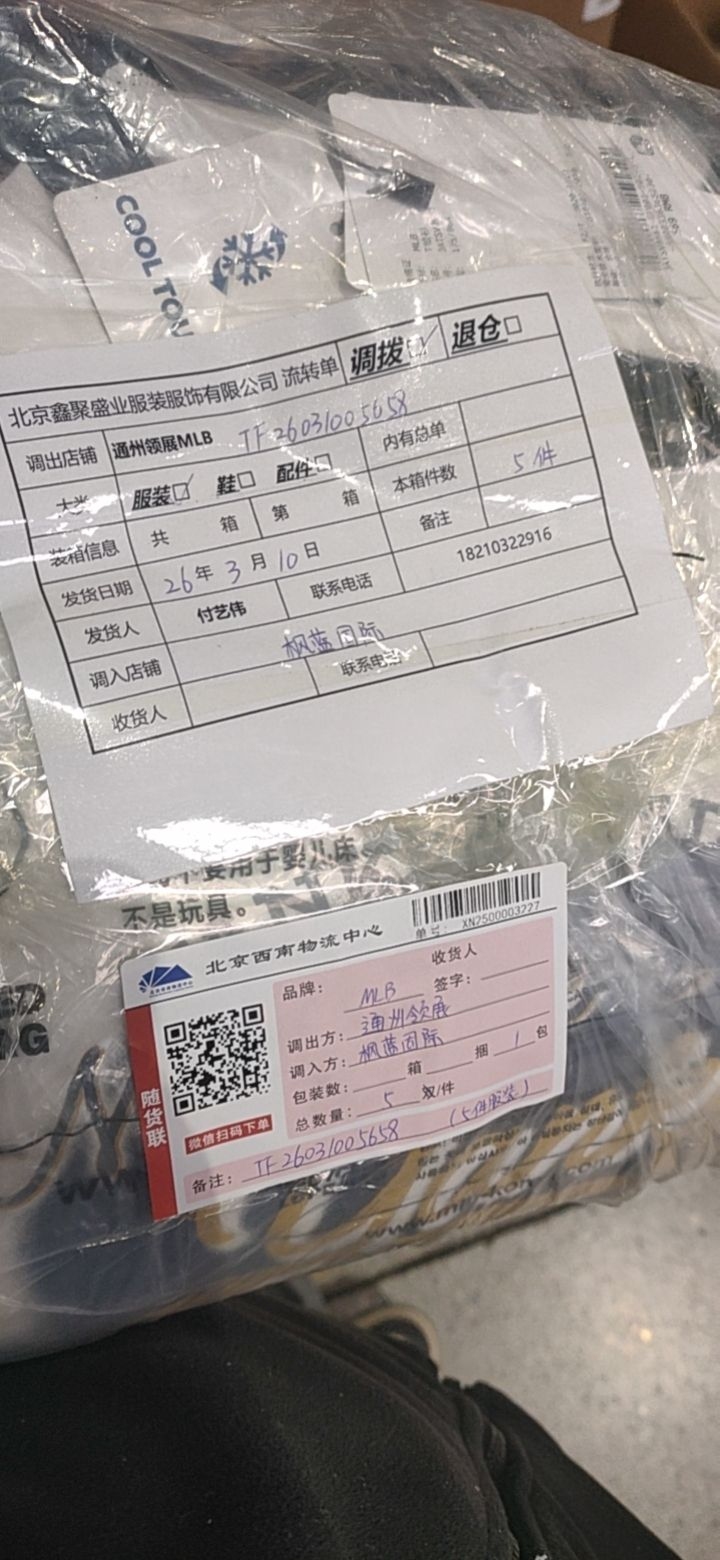 COOL TOU
MLB
北京鑫聚盛业服装服饰有限公司 流转单 调拨☑ 退仓□
调出店铺 通州领展MLB TF26031005658 内有总单
大类 服装☑ 鞋□ 配件□ 本箱件数 5件
装箱信息 共 箱 第 箱 备注
发货日期 26年3月10日
发货人 付艺伟 联系电话 18210322916
调入店铺 枫蓝国际
收货人 联系电话
不要用于婴儿床
不是玩具。
北京西南物流中心
单号: XN2500003227
品牌: MLB 收货人签字:
调出方: 通州领展
调入方: 枫蓝国际
包装数: 箱 捆 1 包
总数量: 5 双/件 (5件服装)
随货联
微信扫码下单
备注: TF26031005658